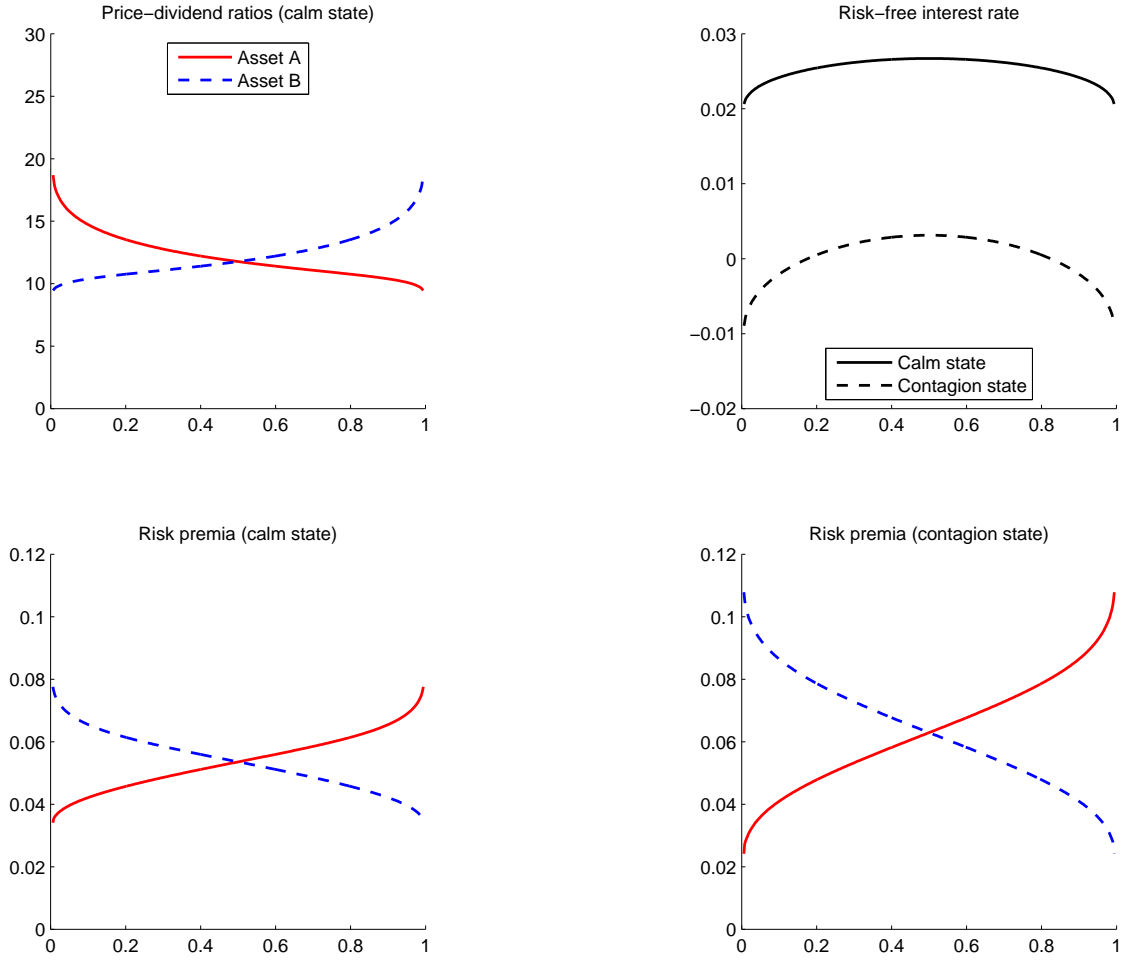 Price−dividend ratios (calm state)
30
25
20
15
10
5
0
0 0.2 0.4 0.6 0.8 1
Asset A
Asset B
Risk−free interest rate
0.03
0.02
0.01
0
−0.01
−0.02
0 0.2 0.4 0.6 0.8 1
Calm state
Contagion state
Risk premia (calm state)
0.12
0.1
0.08
0.06
0.04
0.02
0
0 0.2 0.4 0.6 0.8 1
Risk premia (contagion state)
0.12
0.1
0.08
0.06
0.04
0.02
0
0 0.2 0.4 0.6 0.8 1